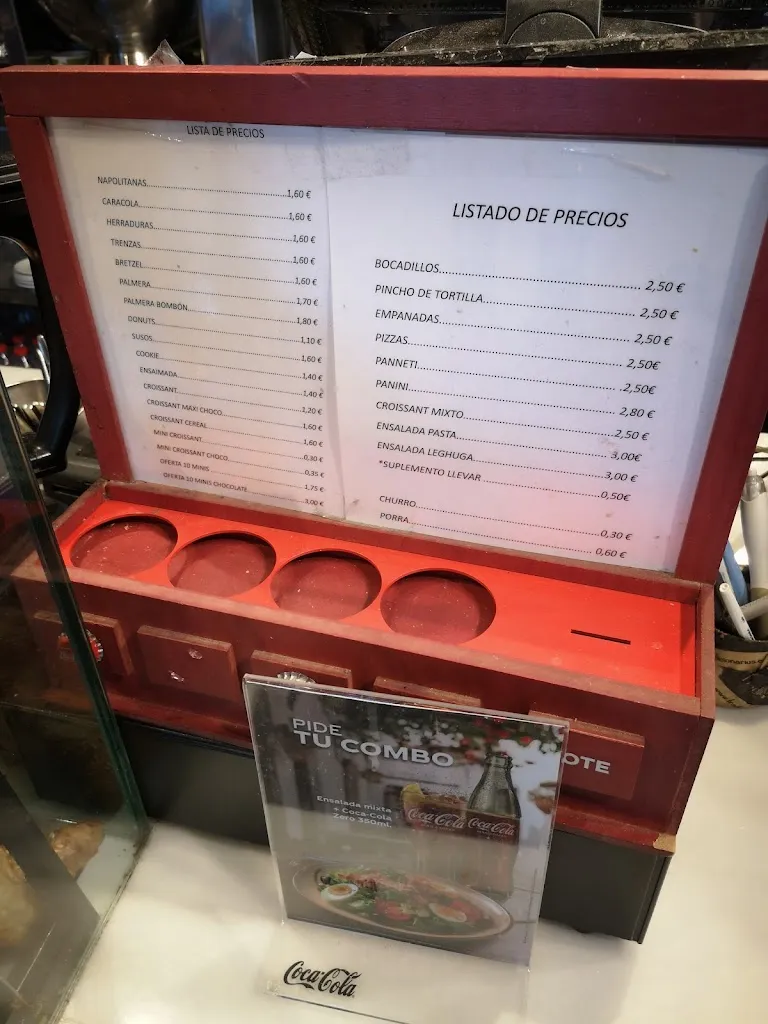 LISTA DE PRECIOS
NAPOLITANAS.....1,60 €
CARACOLA.....1,60 €
HERRADURAS.....1,60 €
TRENZAS.....1,60 €
BRETZEL.....1,60 €
PALMERA.....1,70 €
PALMERA BOMBÓN.....1,80 €
DONUTS.....1,10 €
SUSOS.....1,60 €
COOKIE.....1,40 €
ENSAIMADA.....1,40 €
CROISSANT.....1,20 €
CROISSANT MAXI CHOCO.....1,60 €
CROISSANT CEREAL.....1,60 €
MINI CROISSANT.....0,30 €
MINI CROISSANT CHOCO.....0,35 €
OFERTA 10 MINIS.....1,75 €
OFERTA 10 MINIS CHOCOLATE.....3,00 €
LISTADO DE PRECIOS
BOCADILLOS..... 2,50 €
PINCHO DE TORTILLA..... 2,50 €
EMPANADAS..... 2,50 €
PIZZAS..... 2,50€
PANNETI..... 2,50€
PANINI..... 2,80 €
CROISSANT MIXTO..... 2,50 €
ENSALADA PASTA..... 3,00€
ENSALADA LEGHUGA..... 3,00 €
*SUPLEMENTO LLEVAR ..... 0,50€
CHURRO..... 0,30 €
PORRA..... 0,60 €
OTE
PIDE
TU COMBO
Ensalada mixta
+ Coca-Cola
Zero 350ml.
Coca-Cola
Coca-Cola
Coca-Cola